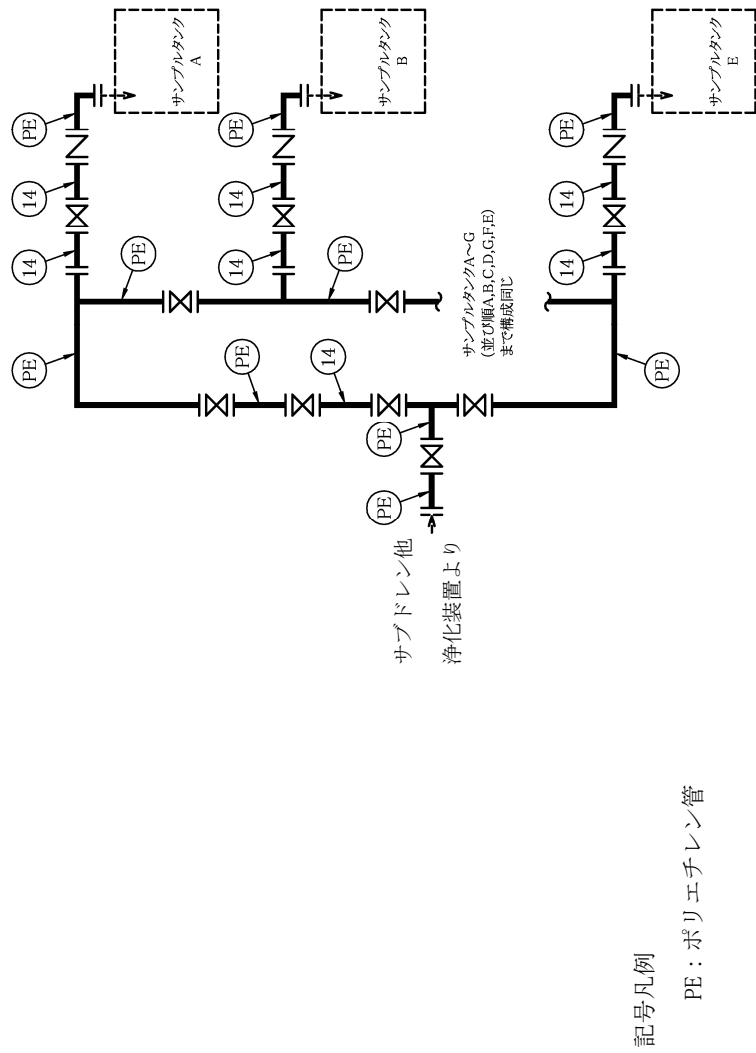 PE
14
14
PE
サンプルタンク
A
PE
PE
14
14
PE
サンプルタンク
B
PE
PE
14
サンプルタンクA～G
(並び順A,B,C,D,G,F,E)
まで構成同じ
PE
PE
サブドレン他
浄化装置より
14
14
PE
サンプルタンク
E
PE
記号凡例
PE：ポリエチレン管